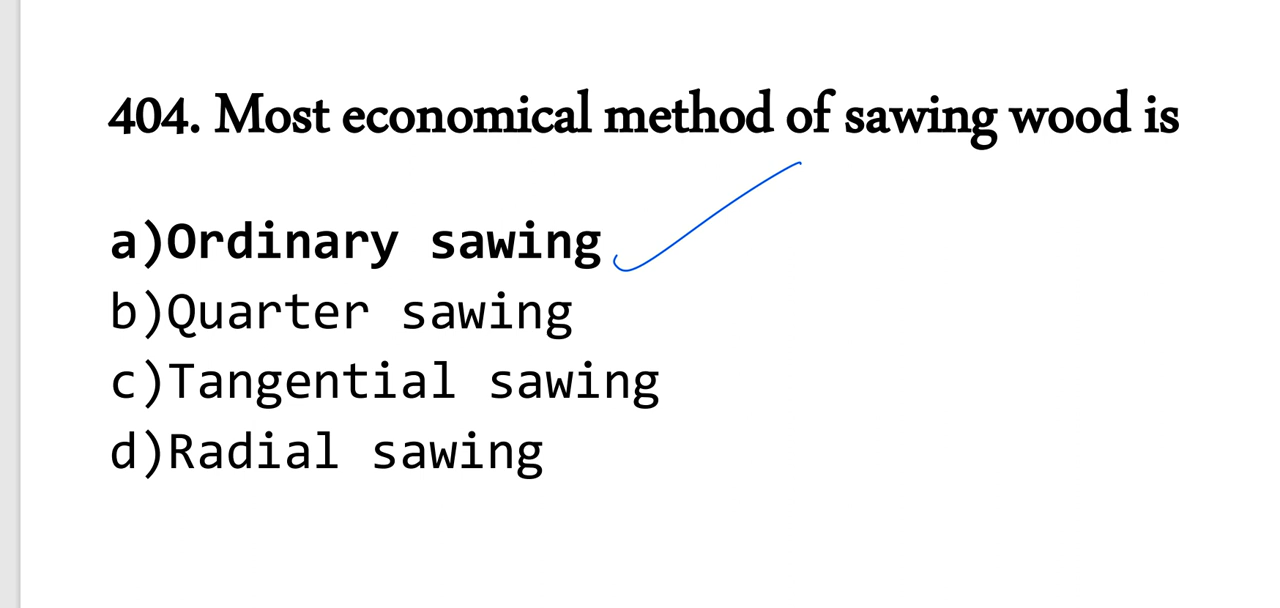 404. Most economical method of sawing wood is
a)Ordinary sawing
b)Quarter sawing
c)Tangential sawing
d)Radial sawing